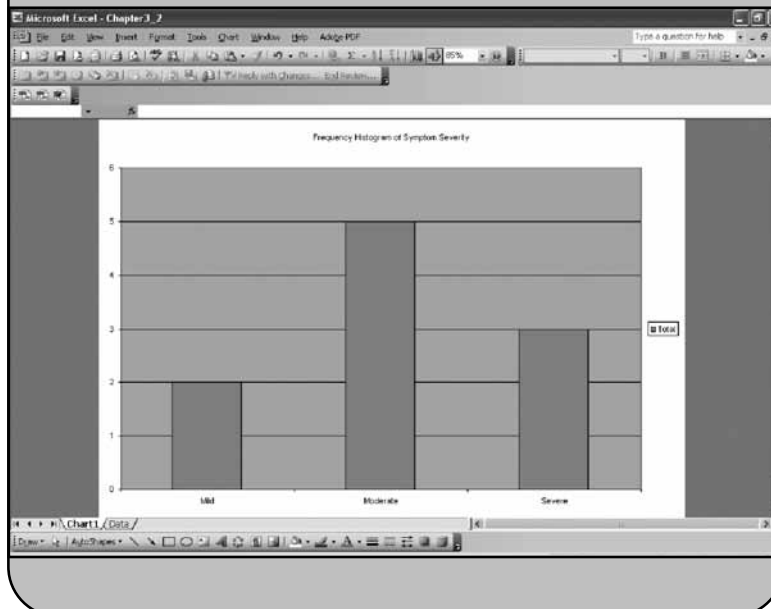 Microsoft Excel - Chapter3_2
File Edit View Insert Format Tools Chart Window Help Adobe PDF
Type a question for help
85%
Reply with Changes... End Review...
fx
Frequency Histogram of Symptom Severity
6
5
4
3
2
1
0
Mild Moderate Severe
Total
Chart1 / Data /
Draw AutoShapes